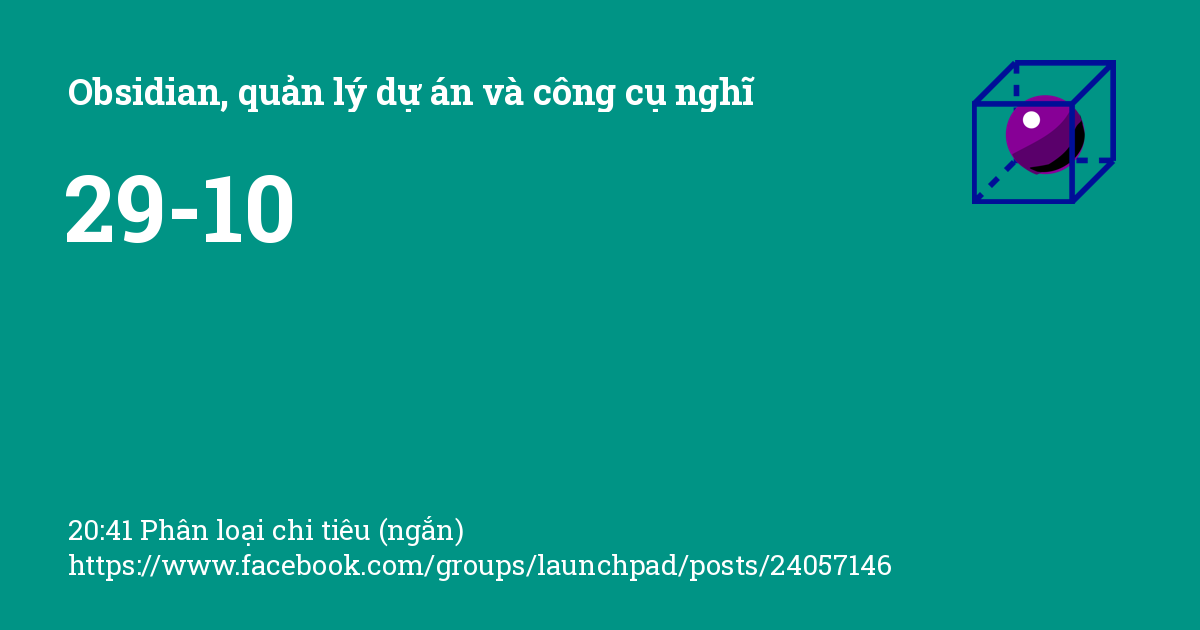 Obsidian, quản lý dự án và công cụ nghĩ
29-10
20:41 Phân loại chi tiêu (ngắn)
https://www.facebook.com/groups/launchpad/posts/24057146